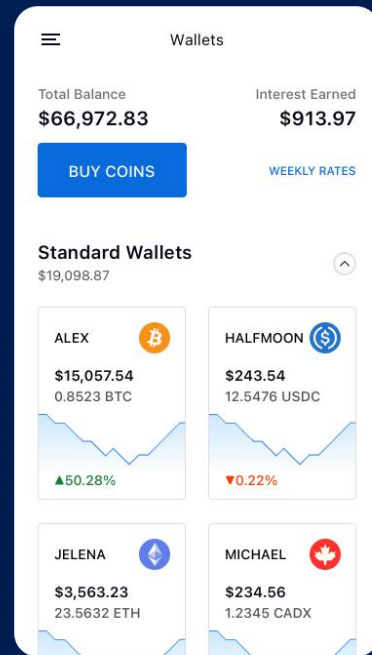 Wallets
Total Balance
Interest Earned
$66,972.83
$913.97
BUY COINS
WEEKLY RATES
Standard Wallets
$19,098.87
ALEX
$15,057.54
0.8523 BTC
▲50.28%
HALFMOON
$243.54
12.5476 USDC
▼0.22%
JELENA
$3,563.23
23.5632 ETH
MICHAEL
$234.56
1.2345 CADX